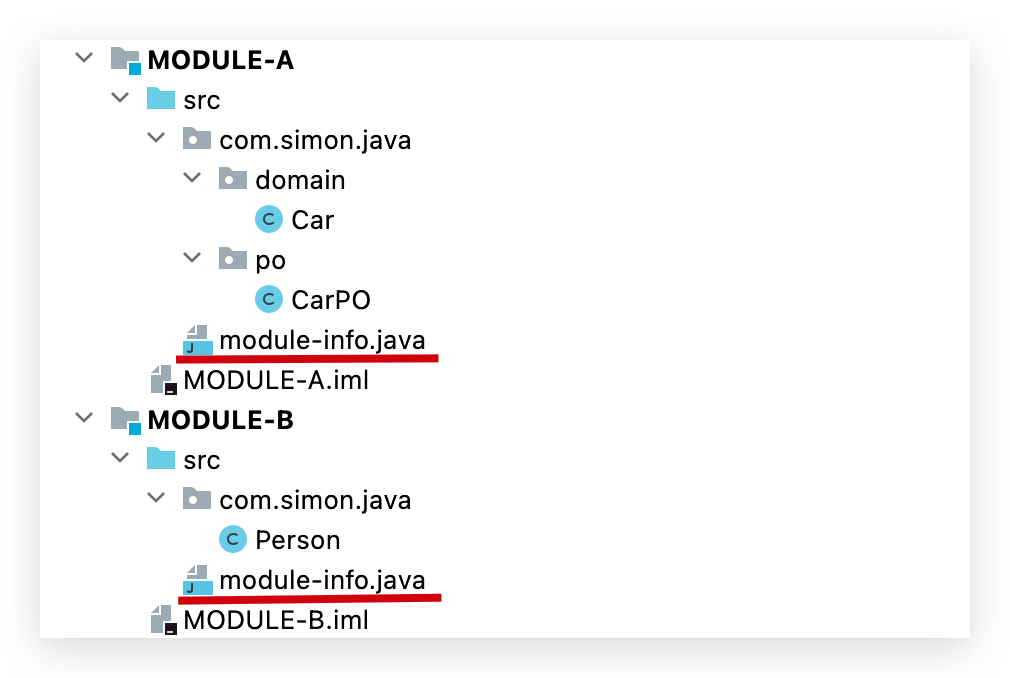 MODULE-A
src
com.simon.java
domain
C Car
po
C CarPO
J module-info.java
MODULE-A.iml
MODULE-B
src
com.simon.java
C Person
J module-info.java
MODULE-B.iml